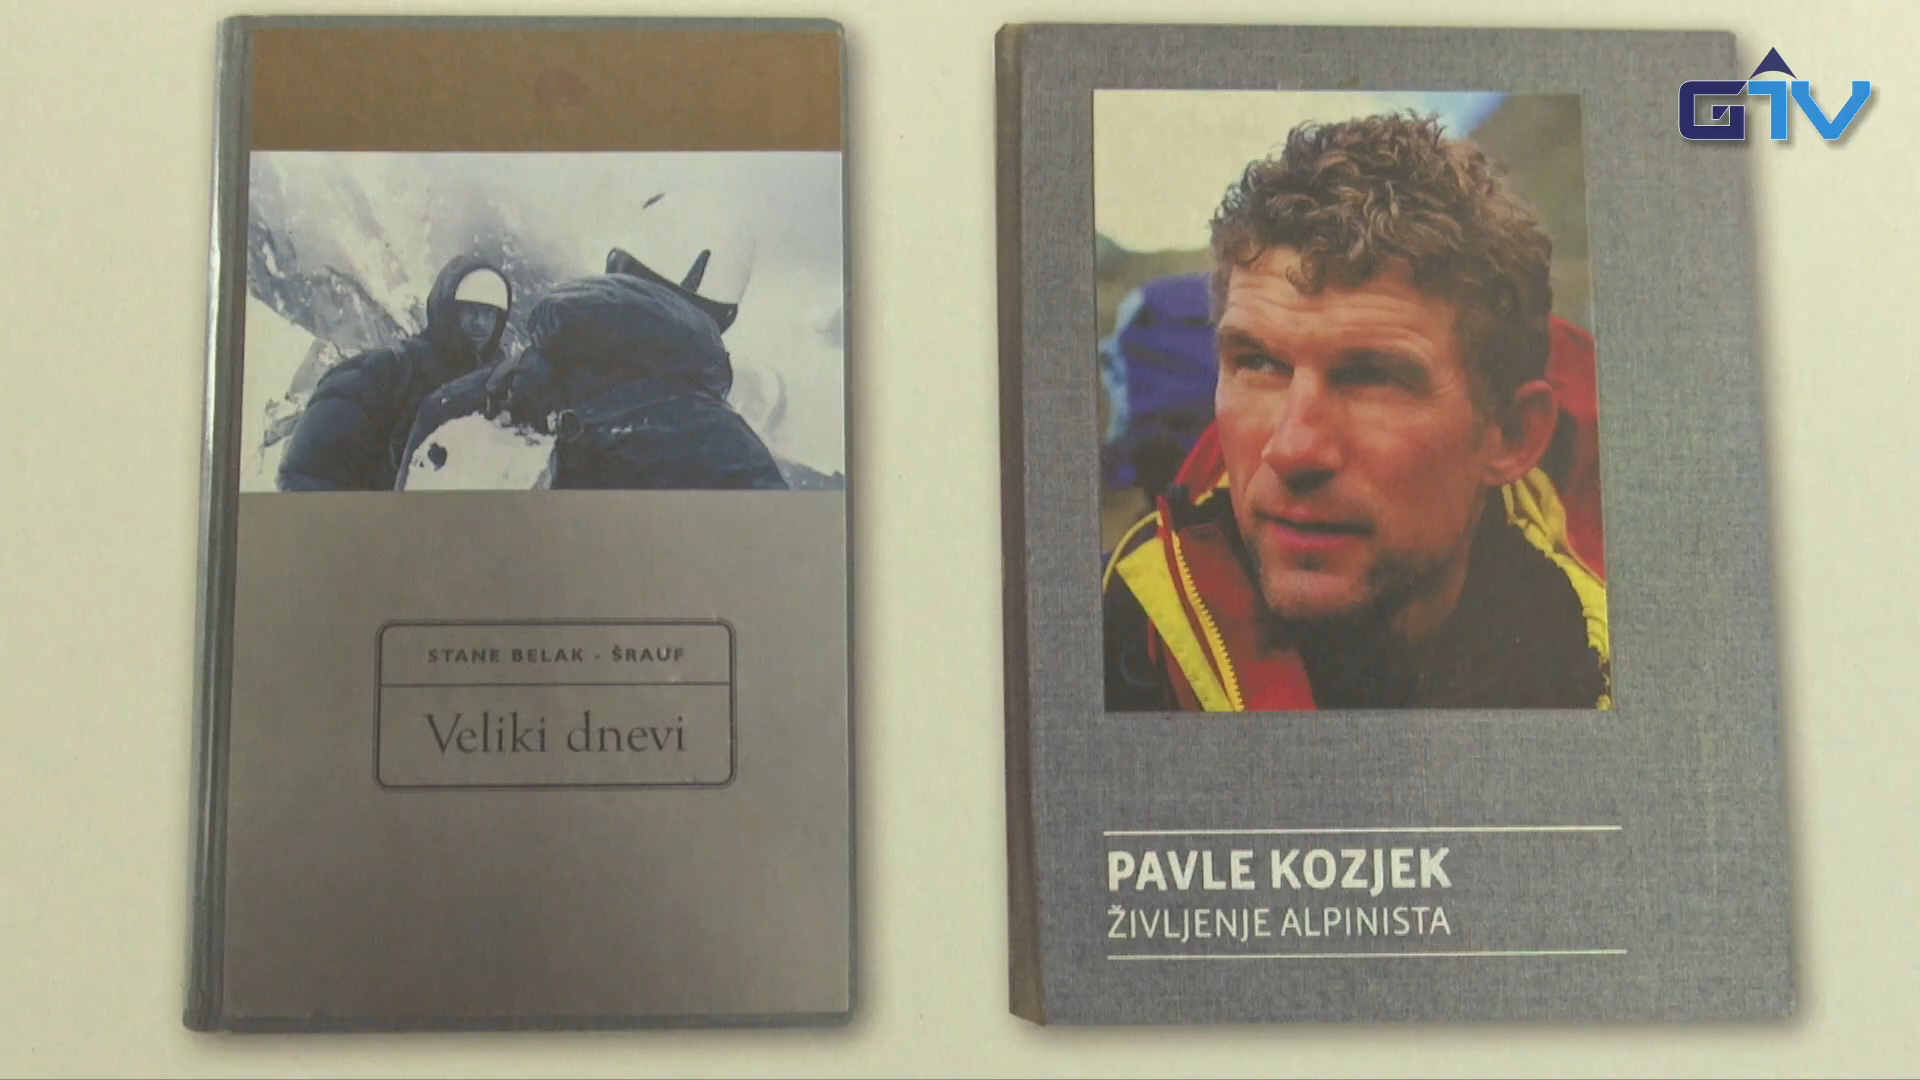 STANE BELAK - ŠRAUF
Veliki dnevi
GTV
PAVLE KOZJEK
ŽIVLJENJE ALPINISTA